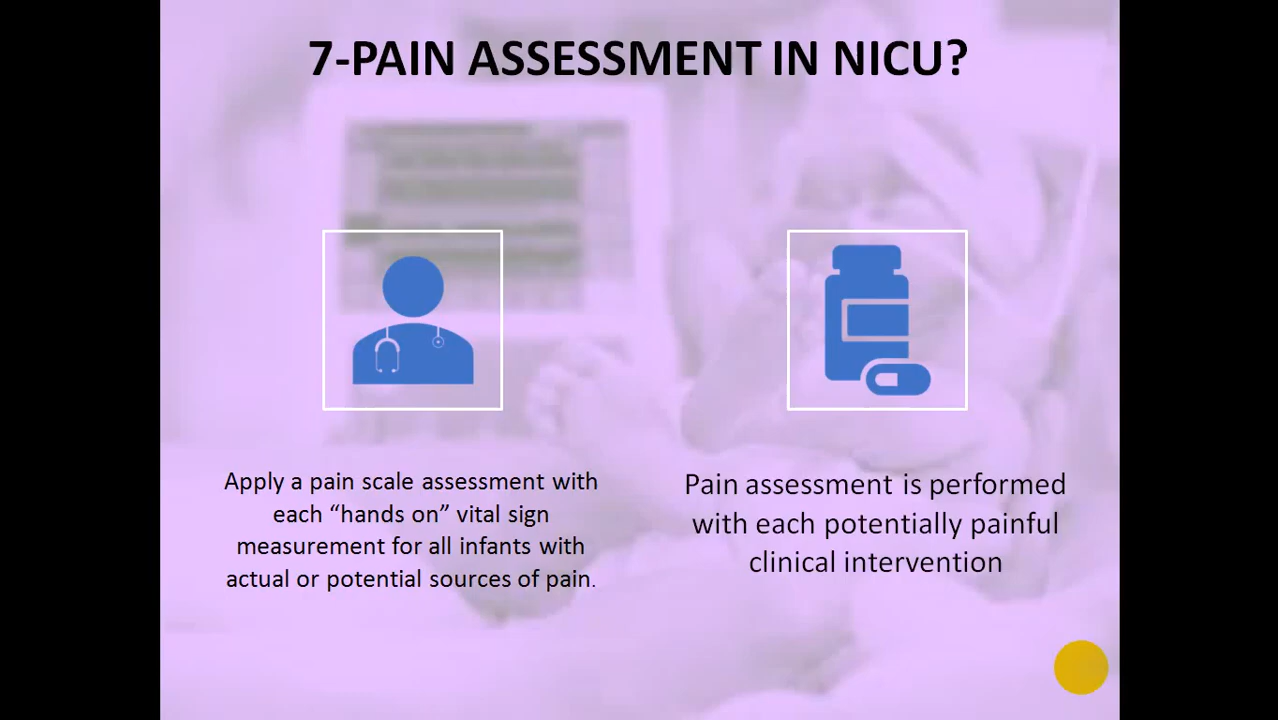 7-PAIN ASSESSMENT IN NICU?
Apply a pain scale assessment with
each “hands on” vital sign
measurement for all infants with
actual or potential sources of pain.
Pain assessment is performed
with each potentially painful
clinical intervention